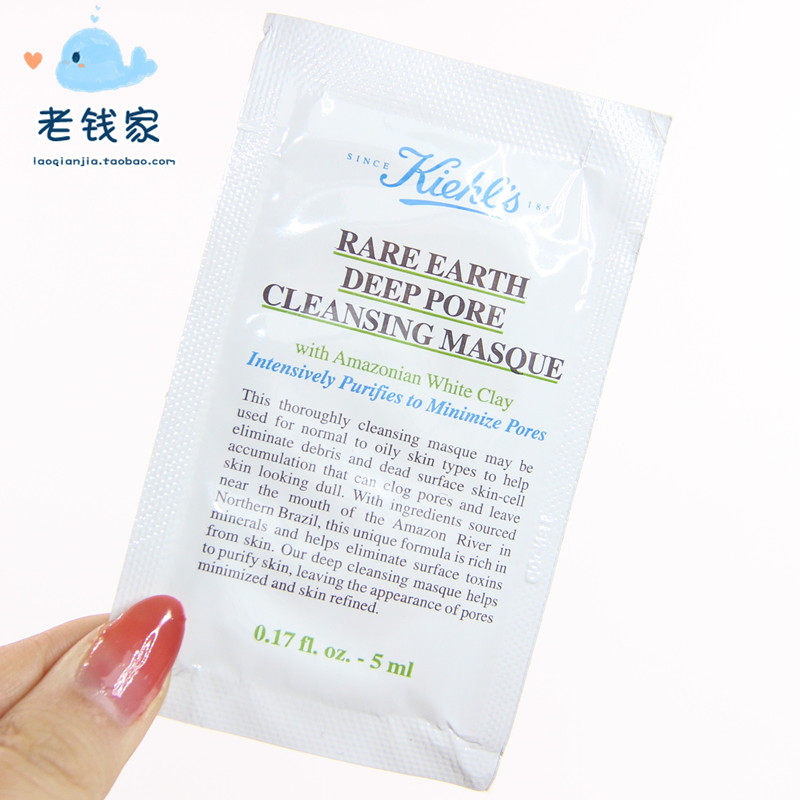 老钱家
laoqianjia.taobao.com
SINCE Kiehl's 185
RARE EARTH
DEEP PORE
CLEANSING MASQUE
with Amazonian White Clay
Intensively Purifies to Minimize Pores
This thoroughly cleansing masque may be
used for normal to oily skin types to help
eliminate debris and dead surface skin-cell
accumulation that can clog pores and leave
skin looking dull. With ingredients sourced
near the mouth of the Amazon River in
Northern Brazil, this unique formula is rich in
minerals and helps eliminate surface toxins
from skin. Our deep cleansing masque helps
to purify skin, leaving the appearance of pores
minimized and skin refined.
0.17 fl. oz. - 5 ml